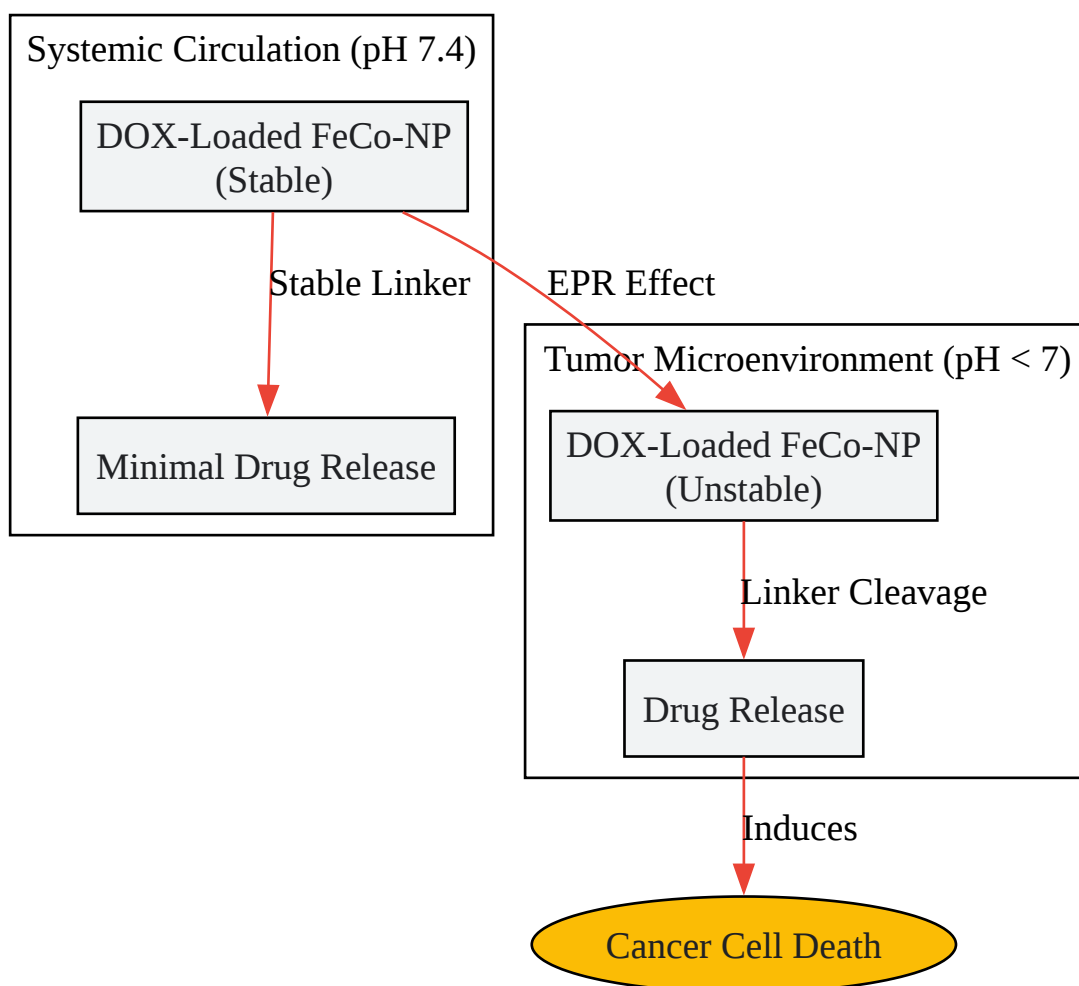 Systemic Circulation (pH 7.4)
DOX-Loaded FeCo-NP
(Stable)
Stable Linker
EPR Effect
Minimal Drug Release
Tumor Microenvironment (pH < 7)
DOX-Loaded FeCo-NP
(Unstable)
Linker Cleavage
Drug Release
Induces
Cancer Cell Death